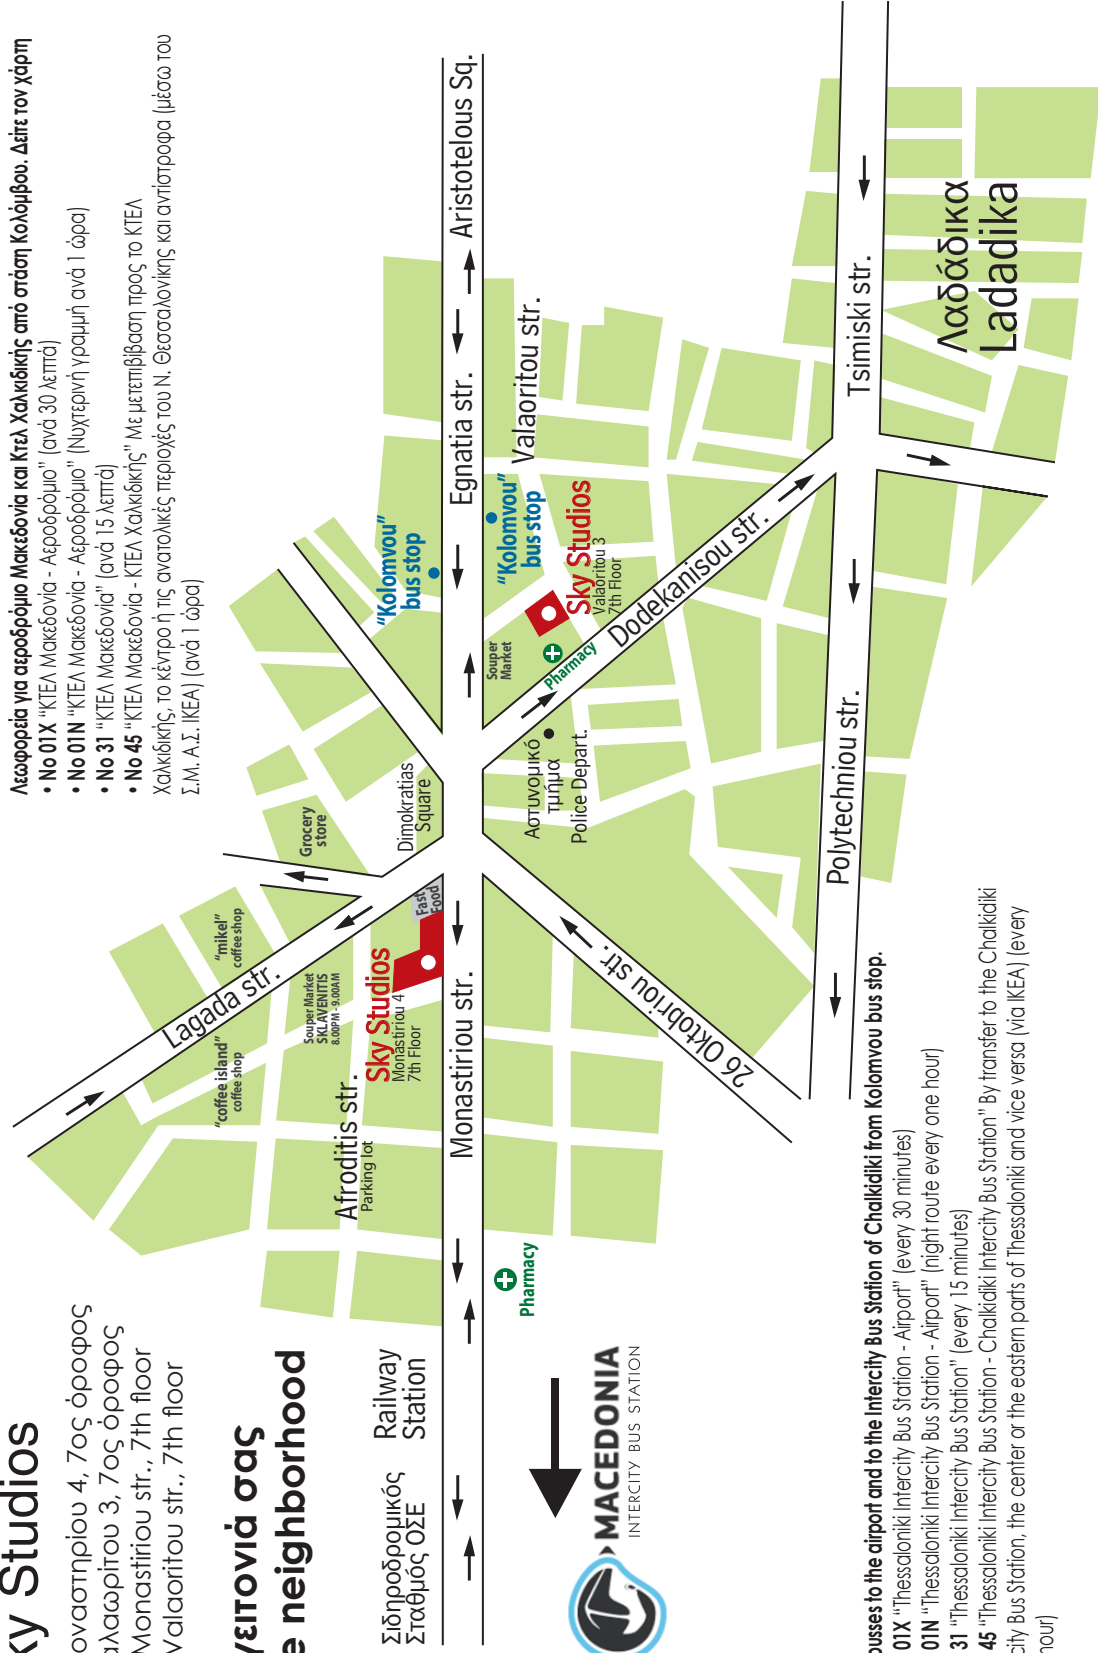 ky Studios
οναστηρίου 4, 7ος όροφος
αλαωρίτου 3, 7ος όροφος
Monastiriou str., 7th floor
Valaoritou str., 7th floor
γειτονιά σας
e neighborhood
Λεωφορεία για αεροδρόμιο Μακεδονία και Κτελ Χαλκιδικής από στάση Κολόμβου. Δείτε τον χάρτη
• No 01X “ΚΤΕΛ Μακεδονία - Αεροδρόμιο” (ανά 30 λεπτά)
• No 01N “ΚΤΕΛ Μακεδονία - Αεροδρόμιο” (Νυχτερινή γραμμή ανά 1 ώρα)
• No 31 “ΚΤΕΛ Μακεδονία” (ανά 15 λεπτά)
• No 45 “ΚΤΕΛ Μακεδονία - ΚΤΕΛ Χαλκιδικής” Με μετεπιβίβαση προς το ΚΤΕΛ
Χαλκιδικής, το κέντρο ή τις ανατολικές περιοχές του Ν. Θεσσαλονίκης και αντίστροφα (μέσω του
Σ.Μ. Α.Σ. ΙΚΕΑ) (ανά 1 ώρα)
Lagada str.
“mikel”
coffee shop
“coffee island”
coffee shop
Grocery
store
Souper Market
SKLAVENITIS
8.00PM - 9.00AM
Afroditis str.
Parking lot
Sky Studios
Monastiriou 4
7th Floor
Fast
Food
Dimokratias
Square
“Kolomvou”
bus stop
Σιδηροδρομικός
Σταθμός ΟΣΕ
Railway
Station
Monastiriou str.
Egnatia str.
Aristotelous Sq.
Pharmacy
Souper
Market
“Kolomvou”
bus stop
Valaoritou str.
Pharmacy
Sky Studios
Valaoritou 3
7th Floor
Αστυνομικό
τμήμα
Police Depart.
Dodekanisou str.
26 Oktobriou str.
MACEDONIA
INTERCITY BUS STATION
Polytechniou str.
Tsimiski str.
Λαδάδικα
Ladadika
busses to the airport and to the Intercity Bus Station of Chalkidiki from Kolomvou bus stop.
01X “Thessaloniki Intercity Bus Station - Airport” (every 30 minutes)
01N “Thessaloniki Intercity Bus Station - Airport” (night route every one hour)
31 “Thessaloniki Intercity Bus Station” (every 15 minutes)
45 “Thessaloniki Intercity Bus Station - Chalkidiki Intercity Bus Station” By transfer to the Chalkidiki
city Bus Station, the center or the eastern parts of Thessaloniki and vice versa (via IKEA) (every
hour)